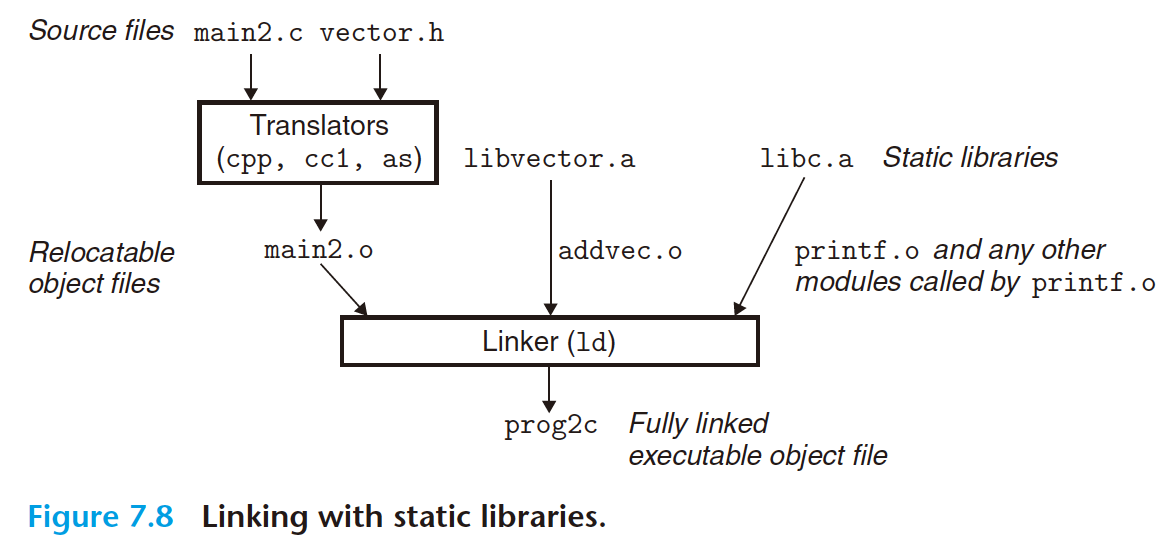 Source files main2.c vector.h
Translators
(cpp, cc1, as)
libvector.a
libc.a Static libraries
Relocatable
object files
main2.o
addvec.o
printf.o and any other
modules called by printf.o
Linker (ld)
prog2c
Fully linked
executable object file
Figure 7.8 Linking with static libraries.